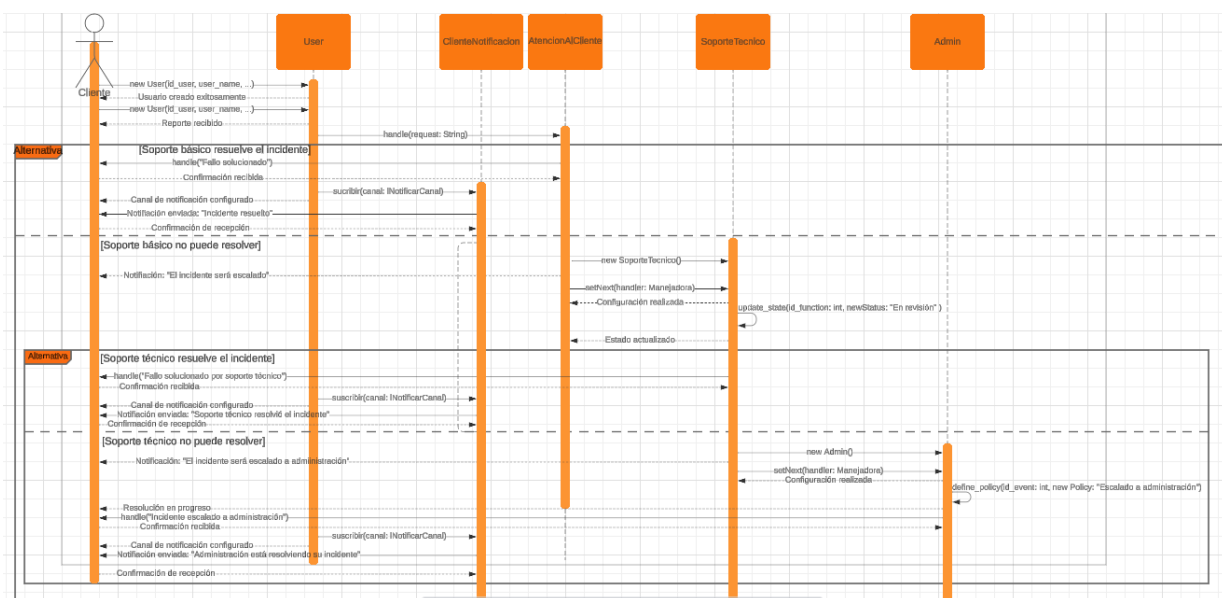 User
ClienteNotificacion
AtencionAlCliente
SoporteTecnico
Admin
Cliente
new User(id_user, user_name, ...)
Usuario creado exitosamente
new User(id_user, user_name, ...)
Reporte recibido
handle(request: String)
Alternativa
[Soporte básico resuelve el incidente]
handle("Fallo solucionado")
Confirmación recibida
sucribir(canal: INotificarCanal)
Canal de notificación configurado
Notifiación enviada: "Incidente resuelto"
Confirmación de recepción
[Soporte básico no puede resolver]
new SoporteTecnico()
Notifiación: "El incidente será escalado"
setNext(handler: Manejadora)
Configuración realizada
update_state(id_function: int, newStatus: "En revisión" )
Estado actualizado
Alternativa
[Soporte técnico resuelve el incidente]
handle("Fallo solucionado por soporte técnico")
Confirmación recibida
suscribir(canal: INotificarCanal)
Canal de notificación configurado
Notifiación enviada: "Soporte técnico resolvió el incidente"
Confirmación de recepción
[Soporte técnico no puede resolver]
new Admin()
Notificación: "El incidente será escalado a administración"
setNext(handler: Manejadora)
Configuración realizada
define_policy(id_event: int, new Policy: "Escalado a administración")
Resolución en progreso
handle("Incidente escalado a administración")
Confirmación recibida
suscribir(canal: INotificarCanal)
Canal de notificación configurado
Notifiación enviada: "Administración está resolviendo su incidente"
Confirmación de recepción